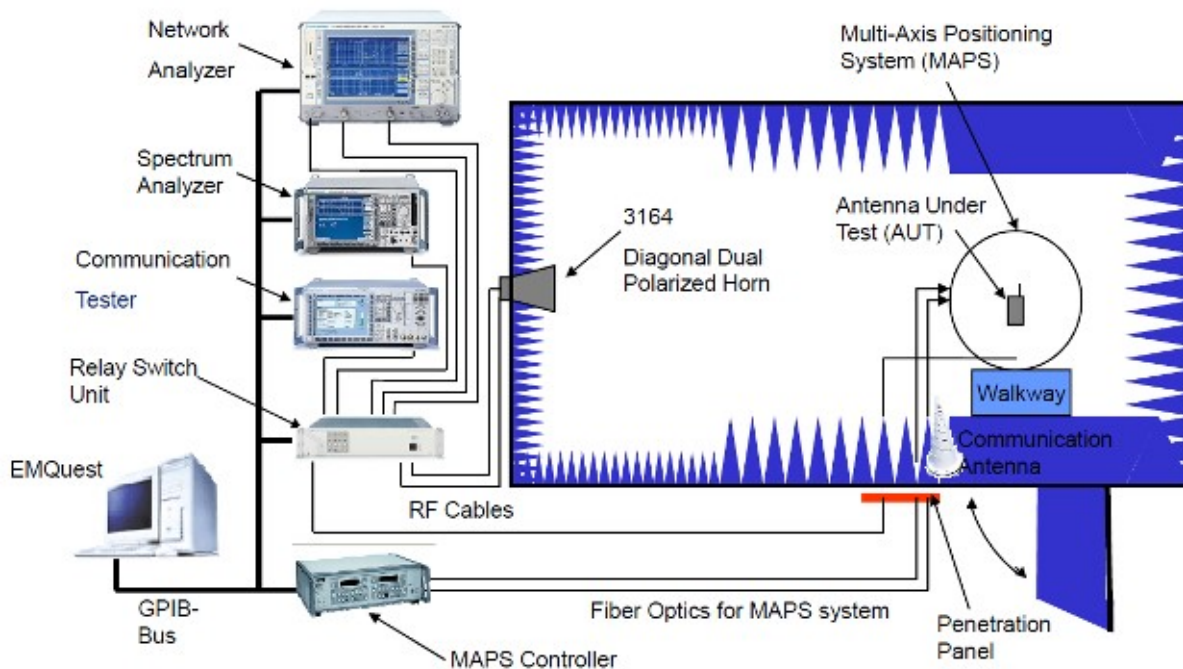 Network
Analyzer
Multi-Axis Positioning
System (MAPS)
Spectrum
Analyzer
3164
Diagonal Dual
Polarized Horn
Antenna Under
Test (AUT)
Communication
Tester
Relay Switch
Unit
Walkway
Communication
Antenna
EMQuest
RF Cables
GPIB-
Bus
Fiber Optics for MAPS system
Penetration
Panel
MAPS Controller